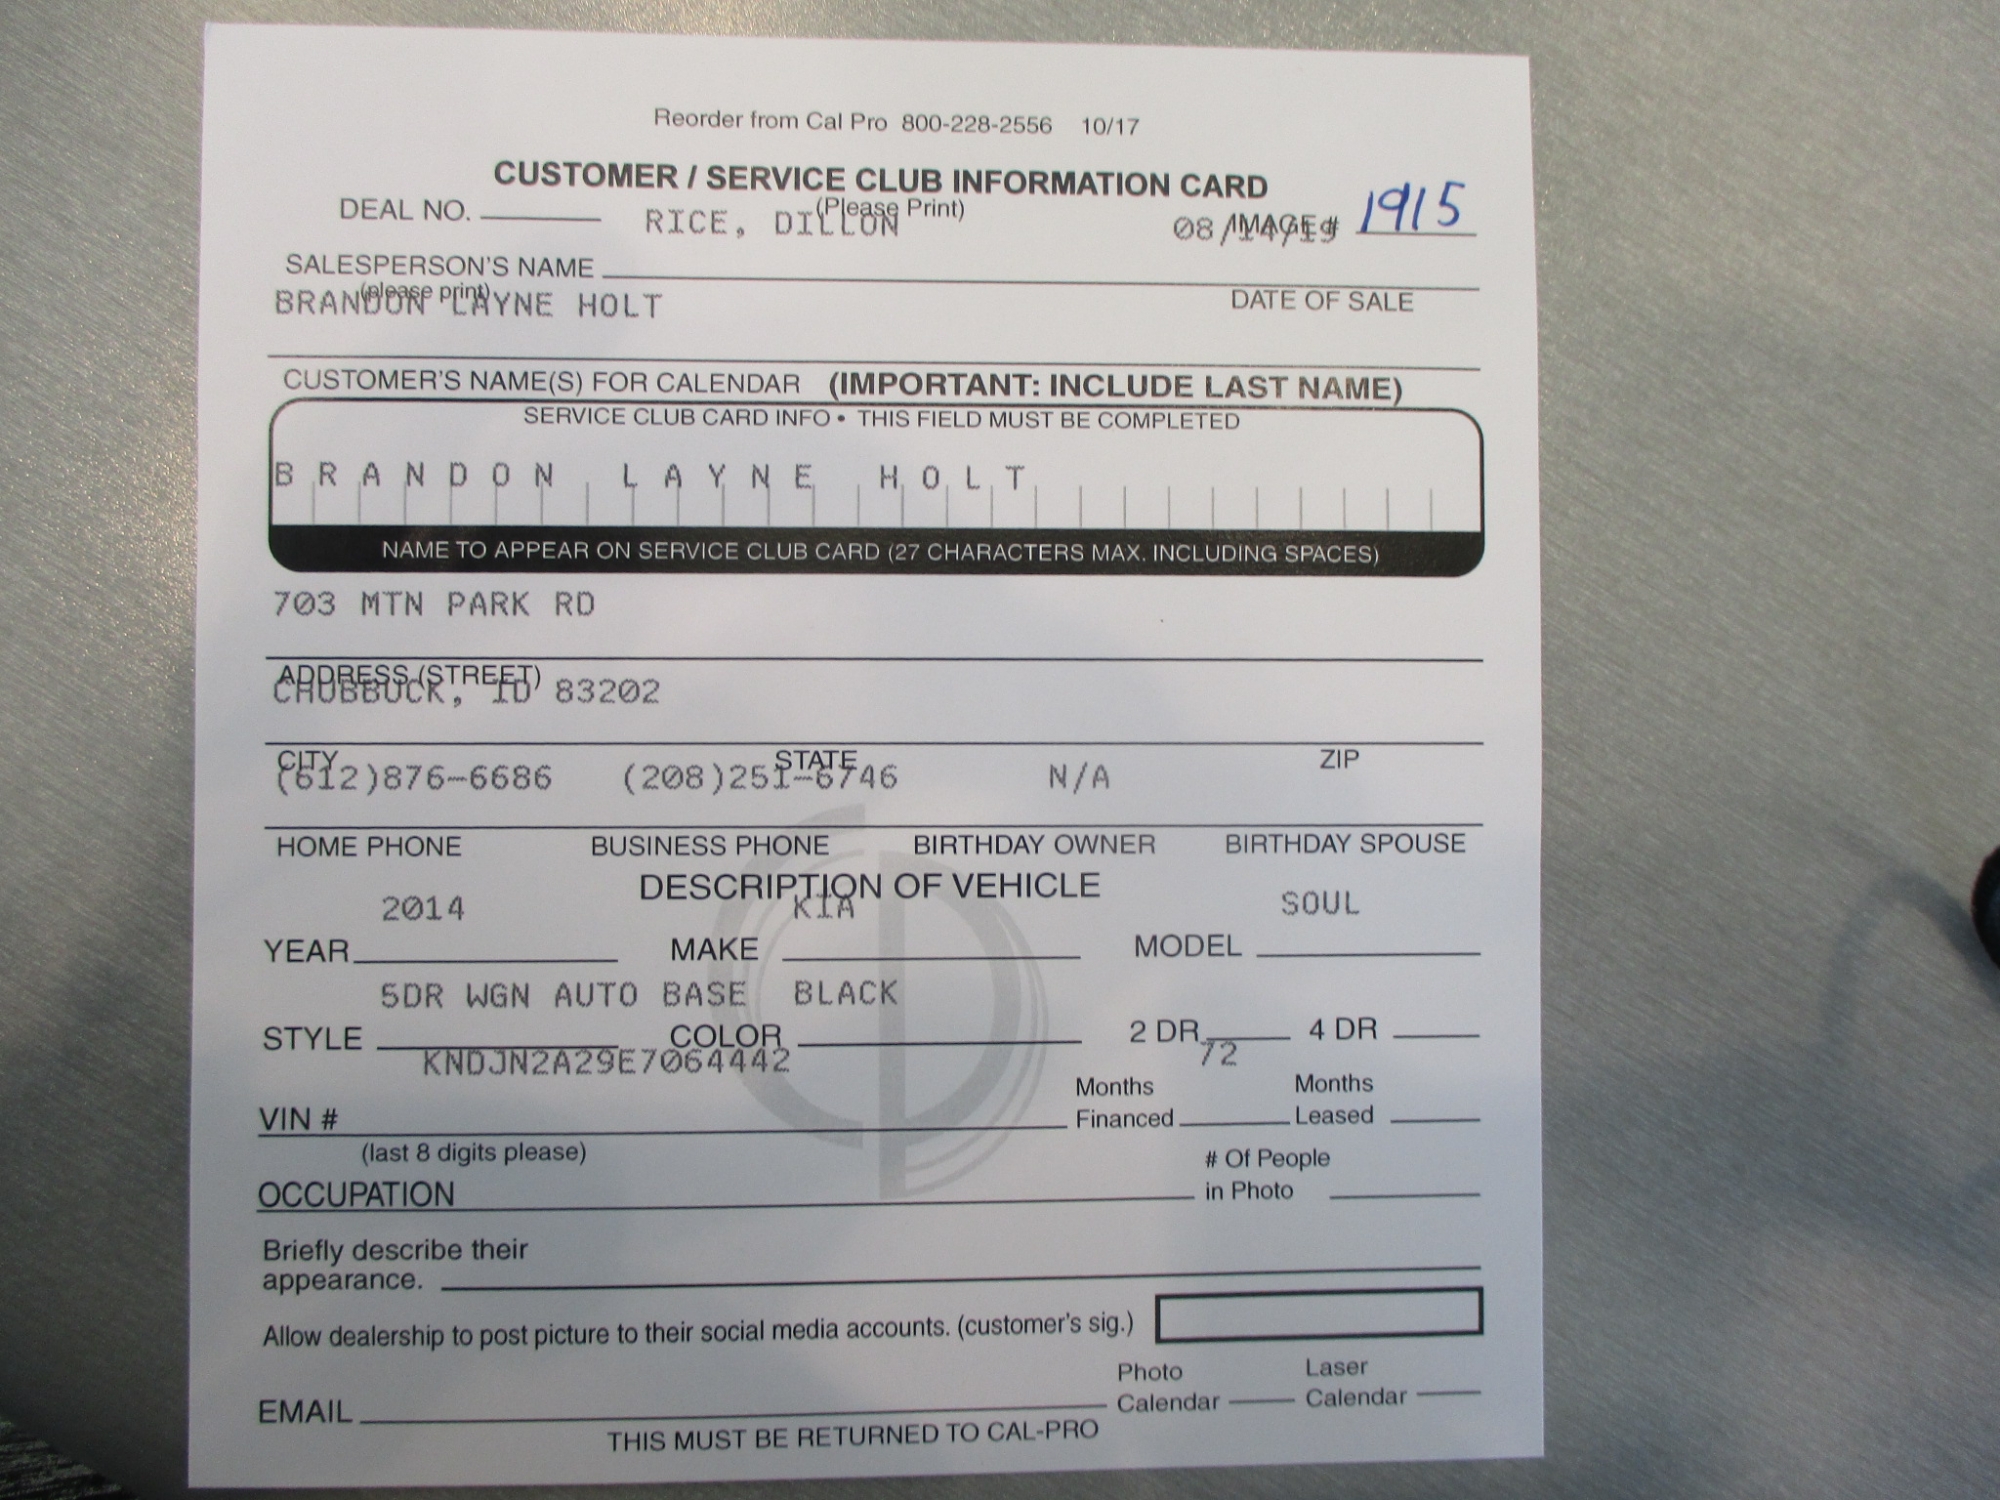 Reorder from Cal Pro 800-228-2556 10/17
CUSTOMER / SERVICE CLUB INFORMATION CARD
(Please Print)
DEAL NO. RICE, DILLON 08/14/19 IMAGE# 1915
SALESPERSON'S NAME
(please print) DATE OF SALE
BRANDON LAYNE HOLT
CUSTOMER'S NAME(S) FOR CALENDAR (IMPORTANT: INCLUDE LAST NAME)
SERVICE CLUB CARD INFO • THIS FIELD MUST BE COMPLETED
BRANDON LAYNE HOLT
NAME TO APPEAR ON SERVICE CLUB CARD (27 CHARACTERS MAX. INCLUDING SPACES)
703 MTN PARK RD
ADDRESS (STREET)
CHUBBUCK, ID 83202
CITY STATE ZIP
(612)876-6686 (208)251-6746 N/A
HOME PHONE BUSINESS PHONE BIRTHDAY OWNER BIRTHDAY SPOUSE
DESCRIPTION OF VEHICLE
2014 KIA SOUL
YEAR MAKE MODEL
5DR WGN AUTO BASE BLACK
STYLE COLOR 2 DR 4 DR
KNDJN2A29E7064442 72
VIN # Months Financed Months Leased
(last 8 digits please)
OCCUPATION # Of People in Photo
Briefly describe their
appearance.
Allow dealership to post picture to their social media accounts. (customer's sig.)
EMAIL Photo Calendar Laser Calendar
THIS MUST BE RETURNED TO CAL-PRO